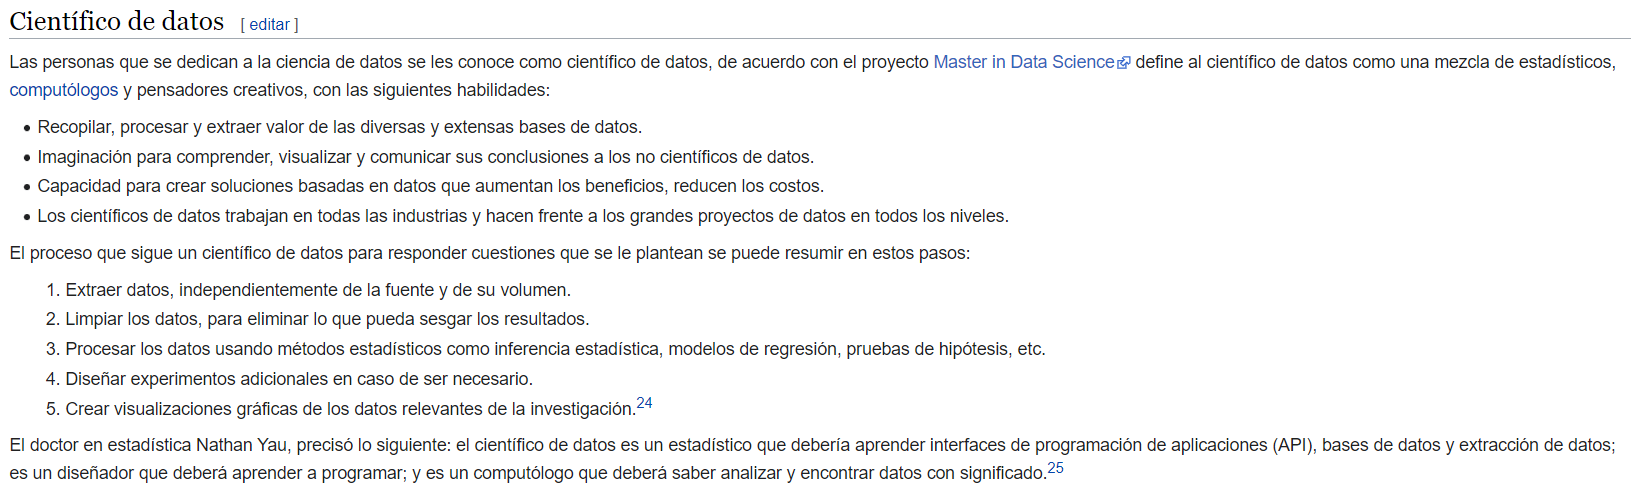 Científico de datos [ editar ]
Las personas que se dedican a la ciencia de datos se les conoce como científico de datos, de acuerdo con el proyecto Master in Data Science define al científico de datos como una mezcla de estadísticos,
computólogos y pensadores creativos, con las siguientes habilidades:
• Recopilar, procesar y extraer valor de las diversas y extensas bases de datos.
• Imaginación para comprender, visualizar y comunicar sus conclusiones a los no científicos de datos.
• Capacidad para crear soluciones basadas en datos que aumentan los beneficios, reducen los costos.
• Los científicos de datos trabajan en todas las industrias y hacen frente a los grandes proyectos de datos en todos los niveles.
El proceso que sigue un científico de datos para responder cuestiones que se le plantean se puede resumir en estos pasos:
1. Extraer datos, independientemente de la fuente y de su volumen.
2. Limpiar los datos, para eliminar lo que pueda sesgar los resultados.
3. Procesar los datos usando métodos estadísticos como inferencia estadística, modelos de regresión, pruebas de hipótesis, etc.
4. Diseñar experimentos adicionales en caso de ser necesario.
5. Crear visualizaciones gráficas de los datos relevantes de la investigación.24
El doctor en estadística Nathan Yau, precisó lo siguiente: el científico de datos es un estadístico que debería aprender interfaces de programación de aplicaciones (API), bases de datos y extracción de datos;
es un diseñador que deberá aprender a programar; y es un computólogo que deberá saber analizar y encontrar datos con significado.25